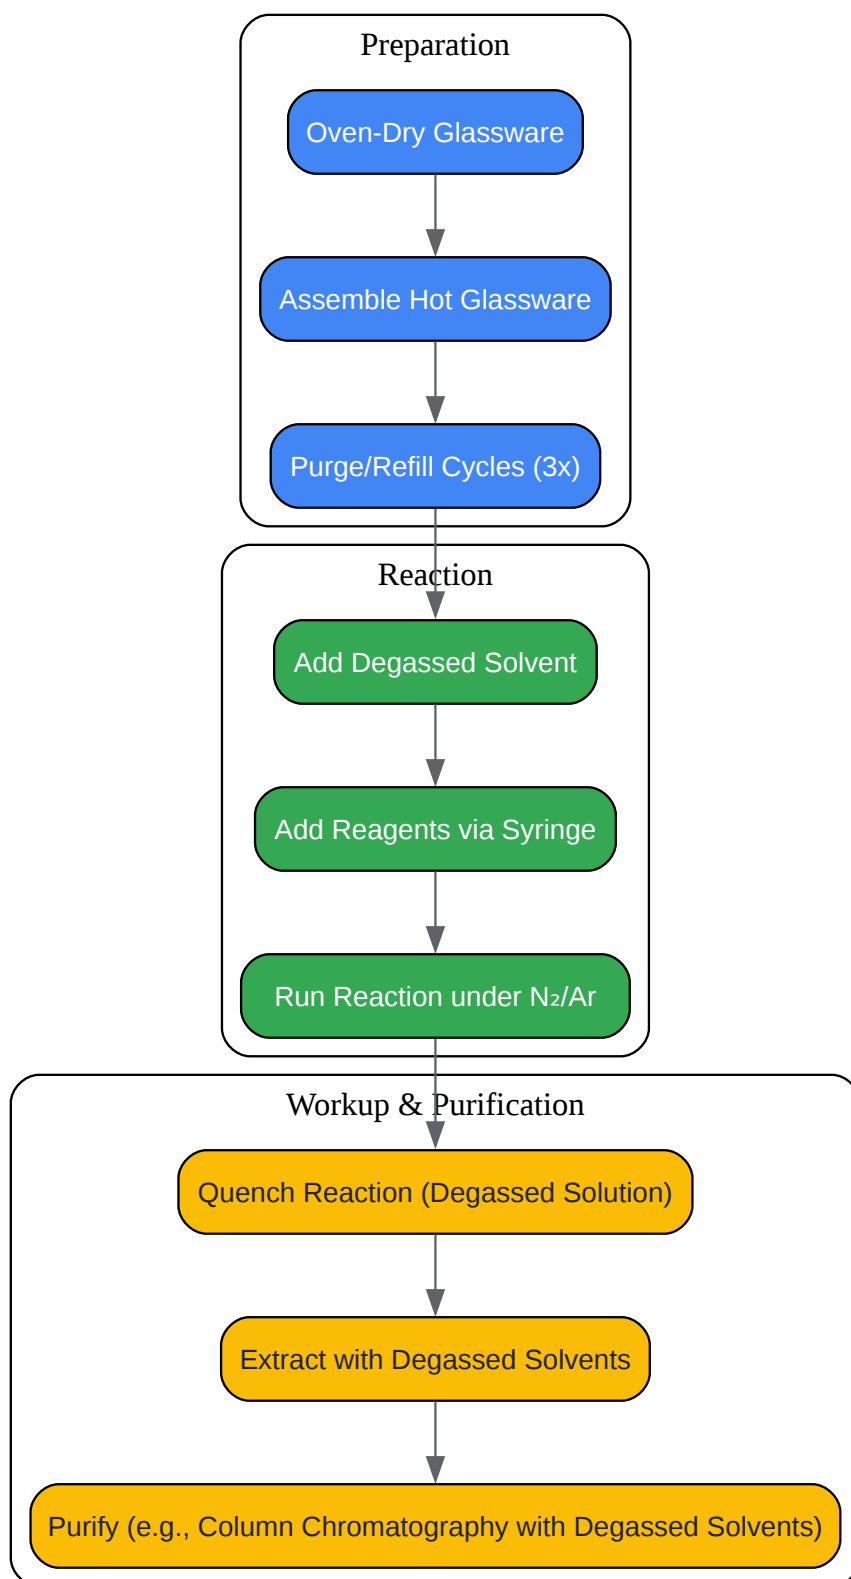 Preparation
Oven-Dry Glassware
Assemble Hot Glassware
Purge/Refill Cycles (3x)
Reaction
Add Degassed Solvent
Add Reagents via Syringe
Run Reaction under N₂/Ar
Workup & Purification
Quench Reaction (Degassed Solution)
Extract with Degassed Solvents
Purify (e.g., Column Chromatography with Degassed Solvents)